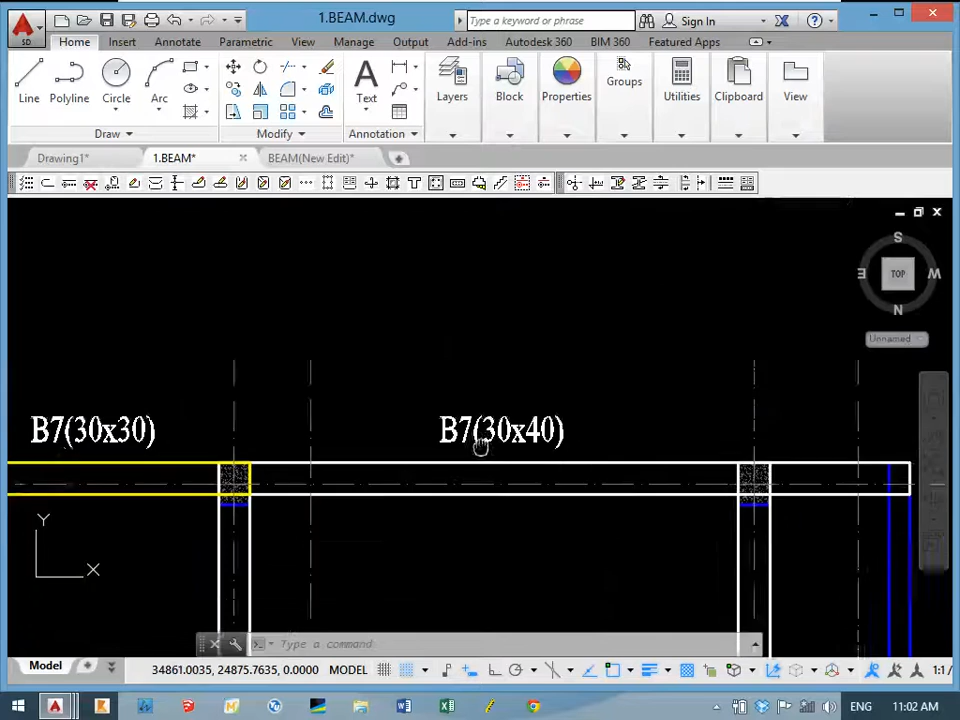 1.BEAM.dwg
Type a keyword or phrase
Sign In
SD
Home Insert Annotate Parametric View Manage Output Add-ins Autodesk 360 BIM 360 Featured Apps
Line Polyline Circle Arc Text Layers Block Properties Groups Utilities Clipboard View
Draw Modify Annotation
Drawing1* 1.BEAM* BEAM(New Edit)*
S
E TOP W
N
Unnamed
B7(30x30) B7(30x40)
Y
X
Type a command
Model 34861.0035, 24875.7635, 0.0000 MODEL 1:1
ENG 11:02 AM